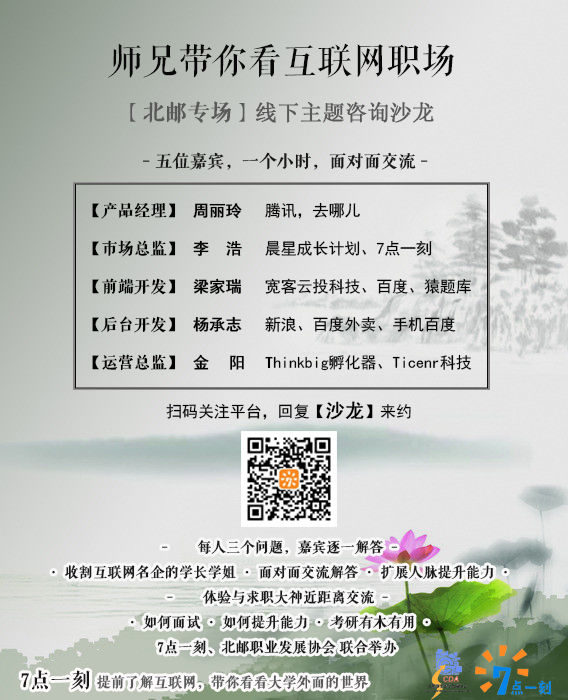 师兄带你看互联网职场
【北邮专场】线下主题咨询沙龙
-五位嘉宾，一个小时，面对面交流-
【产品经理】 周丽玲 腾讯，去哪儿
【市场总监】 李 浩 晨星成长计划、7点一刻
【前端开发】 梁家瑞 宽客云投科技、百度、猿题库
【后台开发】 杨承志 新浪、百度外卖、手机百度
【运营总监】 金 阳 Thinkbig孵化器、Ticenr科技
扫码关注平台，回复【沙龙】来约
- 每人三个问题，嘉宾逐一解答 -
· 收割互联网名企的学长学姐 · 面对面交流解答 · 扩展人脉提升能力 ·
- 体验与求职大神近距离交流 -
· 如何面试 · 如何提升能力 · 考研有木有用 ·
7点一刻、北邮职业发展协会 联合举办
7点一刻 提前了解互联网，带你看看大学外面的世界
CDA
7点一刻